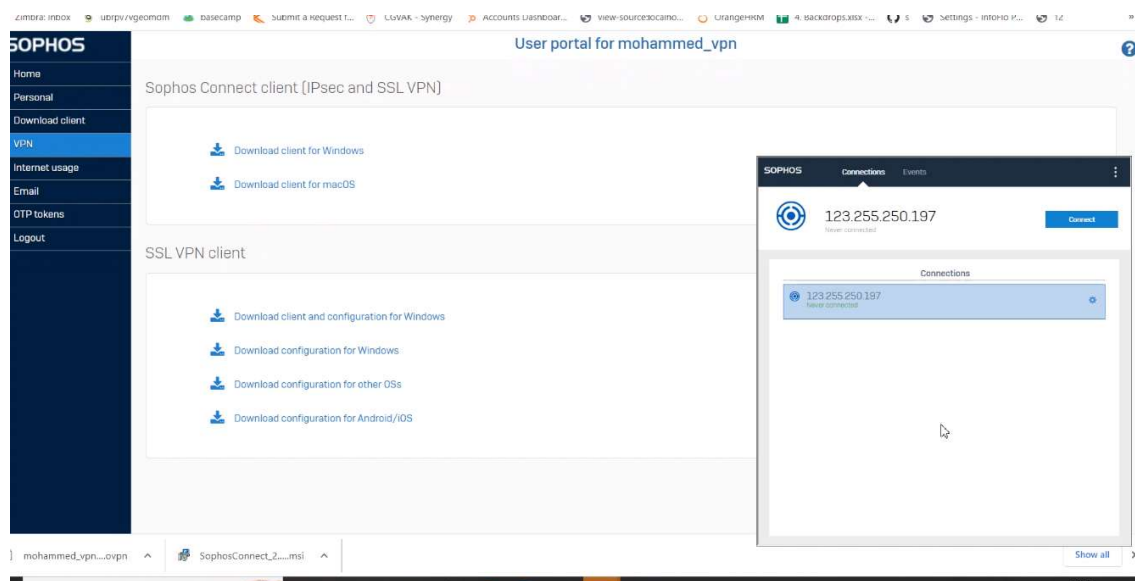 Zimbra: Inbox Submit a Request f... LGVAK - Synergy Accounts Dashboar... OrangeHRM 4. Backdrops.xlsx -... s Settings - InfoFlo P... 12 »
SOPHOS
User portal for mohammed_vpn
?
Home
Personal
Download client
VPN
Internet usage
Email
OTP tokens
Logout
Sophos Connect client (IPsec and SSL VPN)
Download client for Windows
Download client for macOS
SSL VPN client
Download client and configuration for Windows
Download configuration for Windows
Download configuration for other OSs
Download configuration for Android/iOS
SOPHOS Connections Events
123.255.250.197
Never connected
Connect
Connections
123.255.250.197
Never connected
mohammed_vpn....ovpn SophosConnect_2.....msi Show all